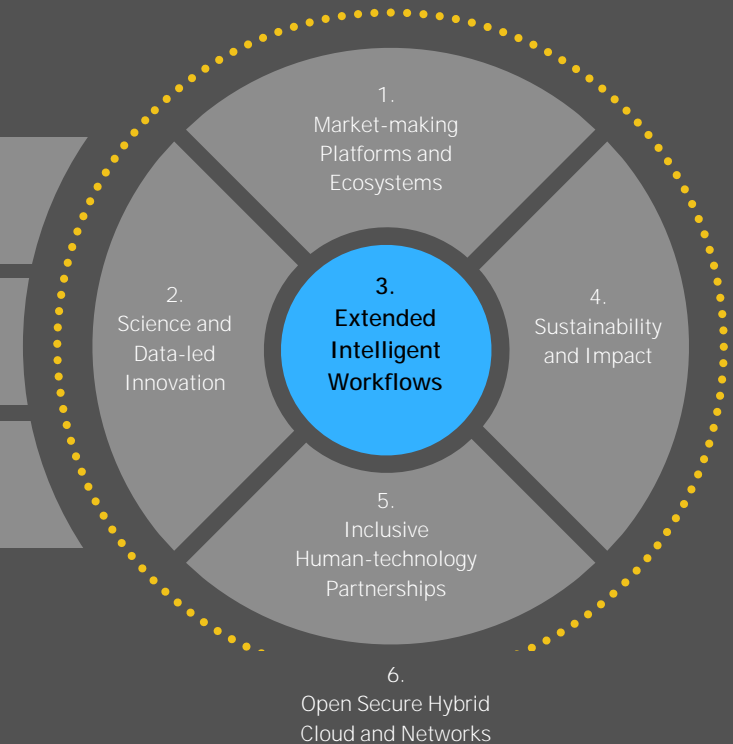 1.
Market-making
Platforms and
Ecosystems
2.
Science and
Data-led
Innovation
3.
Extended
Intelligent
Workflows
4.
Sustainability
and Impact
5.
Inclusive
Human-technology
Partnerships
6.
Open Secure Hybrid
Cloud and Networks